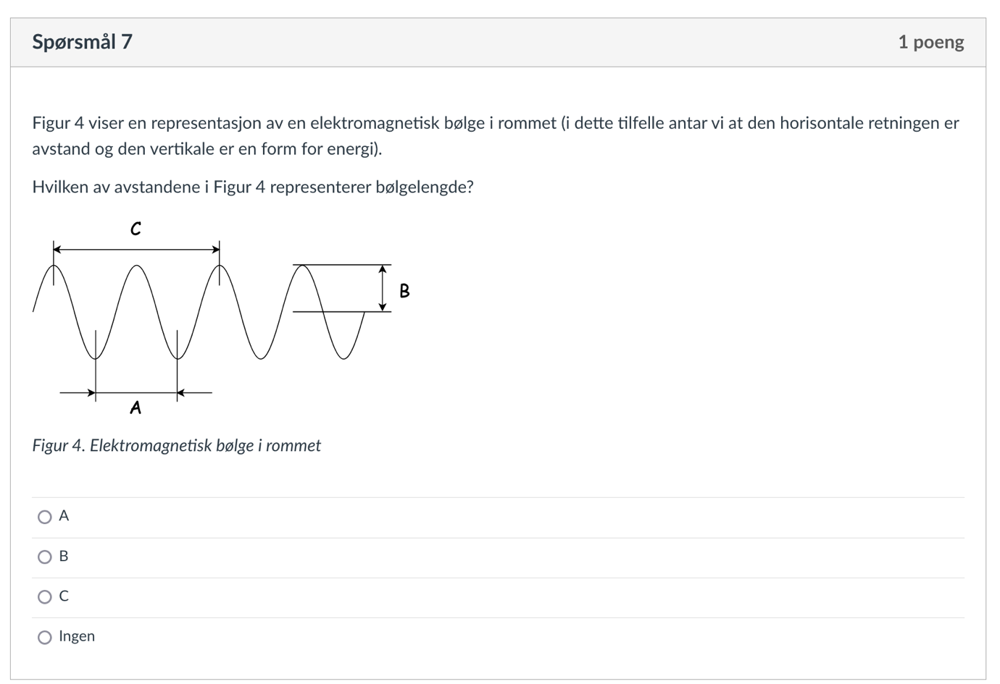 Spørsmål 7
1 poeng
Figur 4 viser en representasjon av en elektromagnetisk bølge i rommet (i dette tilfelle antar vi at den horisontale retningen er
avstand og den vertikale er en form for energi).
Hvilken av avstandene i Figur 4 representerer bølgelengde?
C
B
A
Figur 4. Elektromagnetisk bølge i rommet
A
B
C
Ingen